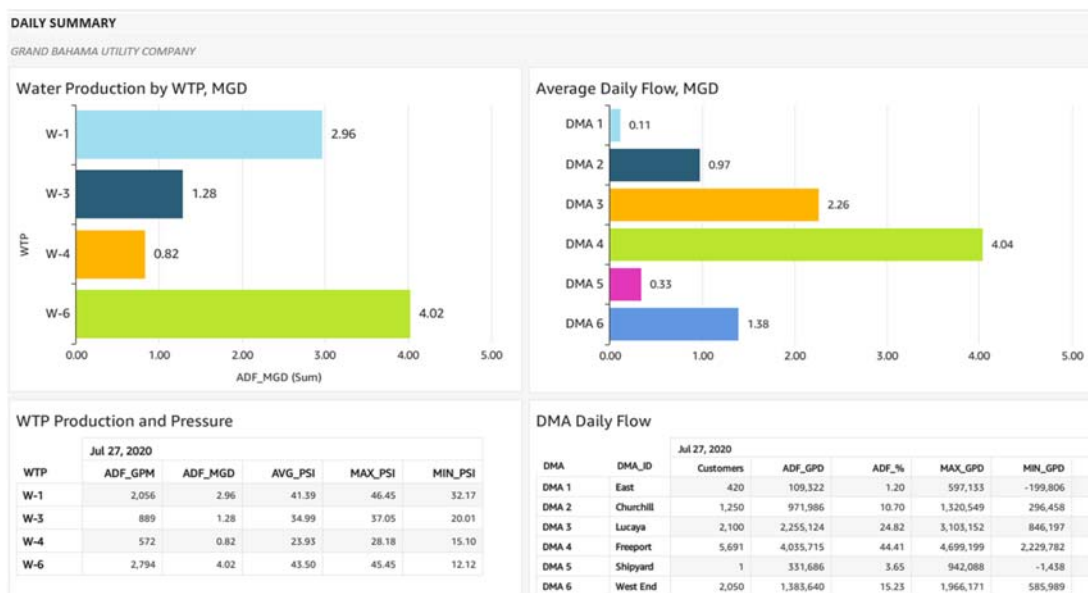 DAILY SUMMARY
GRAND BAHAMA UTILITY COMPANY
Water Production by WTP, MGD
WTP
W-1 2.96
W-3 1.28
W-4 0.82
W-6 4.02
0.00 1.00 2.00 3.00 4.00 5.00
ADF_MGD (Sum)
Average Daily Flow, MGD
DMA 1 0.11
DMA 2 0.97
DMA 3 2.26
DMA 4 4.04
DMA 5 0.33
DMA 6 1.38
0.00 1.00 2.00 3.00 4.00 5.00
WTP Production and Pressure
Jul 27, 2020
WTP ADF_GPM ADF_MGD AVG_PSI MAX_PSI MIN_PSI
W-1 2,056 2.96 41.39 46.45 32.17
W-3 889 1.28 34.99 37.05 20.01
W-4 572 0.82 23.93 28.18 15.10
W-6 2,794 4.02 43.50 45.45 12.12
DMA Daily Flow
Jul 27, 2020
DMA DMA_ID Customers ADF_GPD ADF_% MAX_GPD MIN_GPD
DMA 1 East 420 109,322 1.20 597,133 -199,806
DMA 2 Churchill 1,250 971,986 10.70 1,320,549 296,458
DMA 3 Lucaya 2,100 2,255,124 24.82 3,103,152 846,197
DMA 4 Freeport 5,691 4,035,715 44.41 4,699,199 2,229,782
DMA 5 Shipyard 1 331,686 3.65 942,088 -1,438
DMA 6 West End 2,050 1,383,640 15.23 1,966,171 585,989